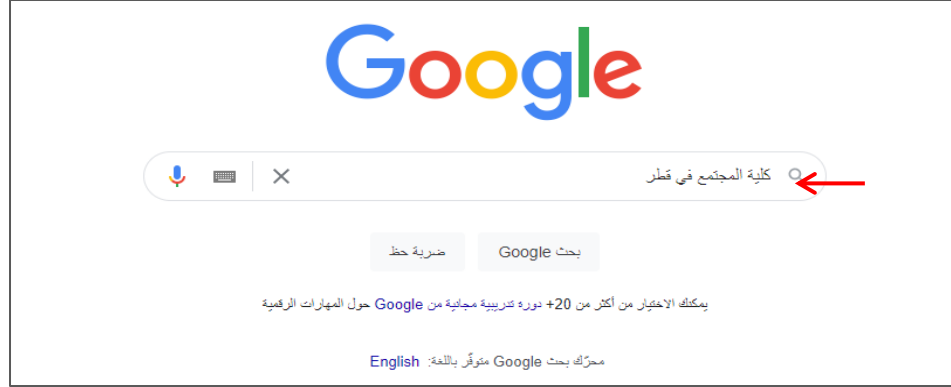 Google
كلية المجتمع في قطر
بحث Google ضربة حظ
يمكنك الاختيار من أكثر من 20+ دورة تدريبية مجانية من Google حول المهارات الرقمية
محرّك بحث Google متوفّر باللغة: English